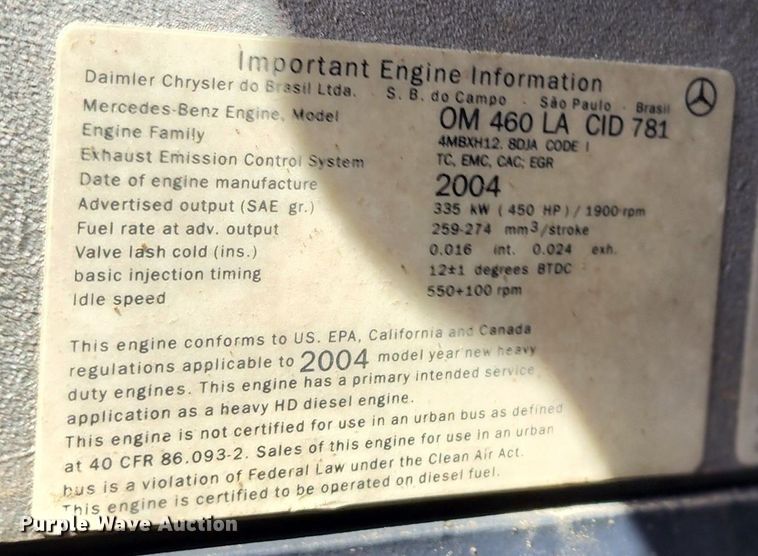 Important Engine Information
Daimler Chrysler do Brasil Ltda. · S. B. do Campo · São Paulo · Brasil
Mercedes-Benz Engine, Model OM 460 LA CID 781
Engine Family 4MBXH12. 8DJA CODE I
Exhaust Emission Control System TC, EMC, CAC, EGR
Date of engine manufacture 2004
Advertised output (SAE gr.) 335 kW ( 450 HP ) / 1900 rpm
Fuel rate at adv. output 259-274 mm3/stroke
Valve lash cold (ins.) 0.016 int. 0.024 exh.
basic injection timing 12±1 degrees BTDC
Idle speed 550+100 rpm
This engine conforms to US. EPA, California and Canada
regulations applicable to 2004 model year new heavy
duty engines. This engine has a primary intended service
application as a heavy HD diesel engine.
This engine is not certified for use in an urban bus as defined
at 40 CFR 86.093-2. Sales of this engine for use in an urban
bus is a violation of Federal Law under the Clean Air Act.
This engine is certified to be operated on diesel fuel.
Purple Wave Auction